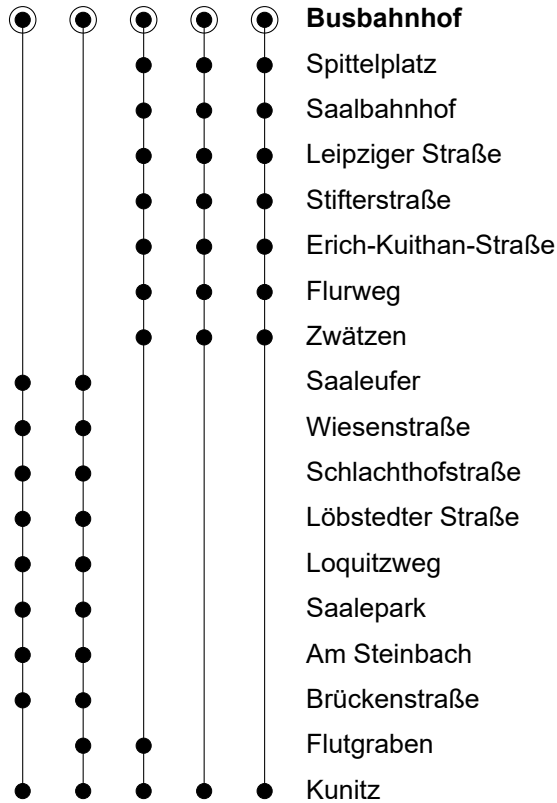 Busbahnhof
Spittelplatz
Saalbahnhof
Leipziger Straße
Stifterstraße
Erich-Kuithan-Straße
Flurweg
Zwätzen
Saaleufer
Wiesenstraße
Schlachthofstraße
Löbstedter Straße
Loquitzweg
Saalepark
Am Steinbach
Brückenstraße
Flutgraben
Kunitz